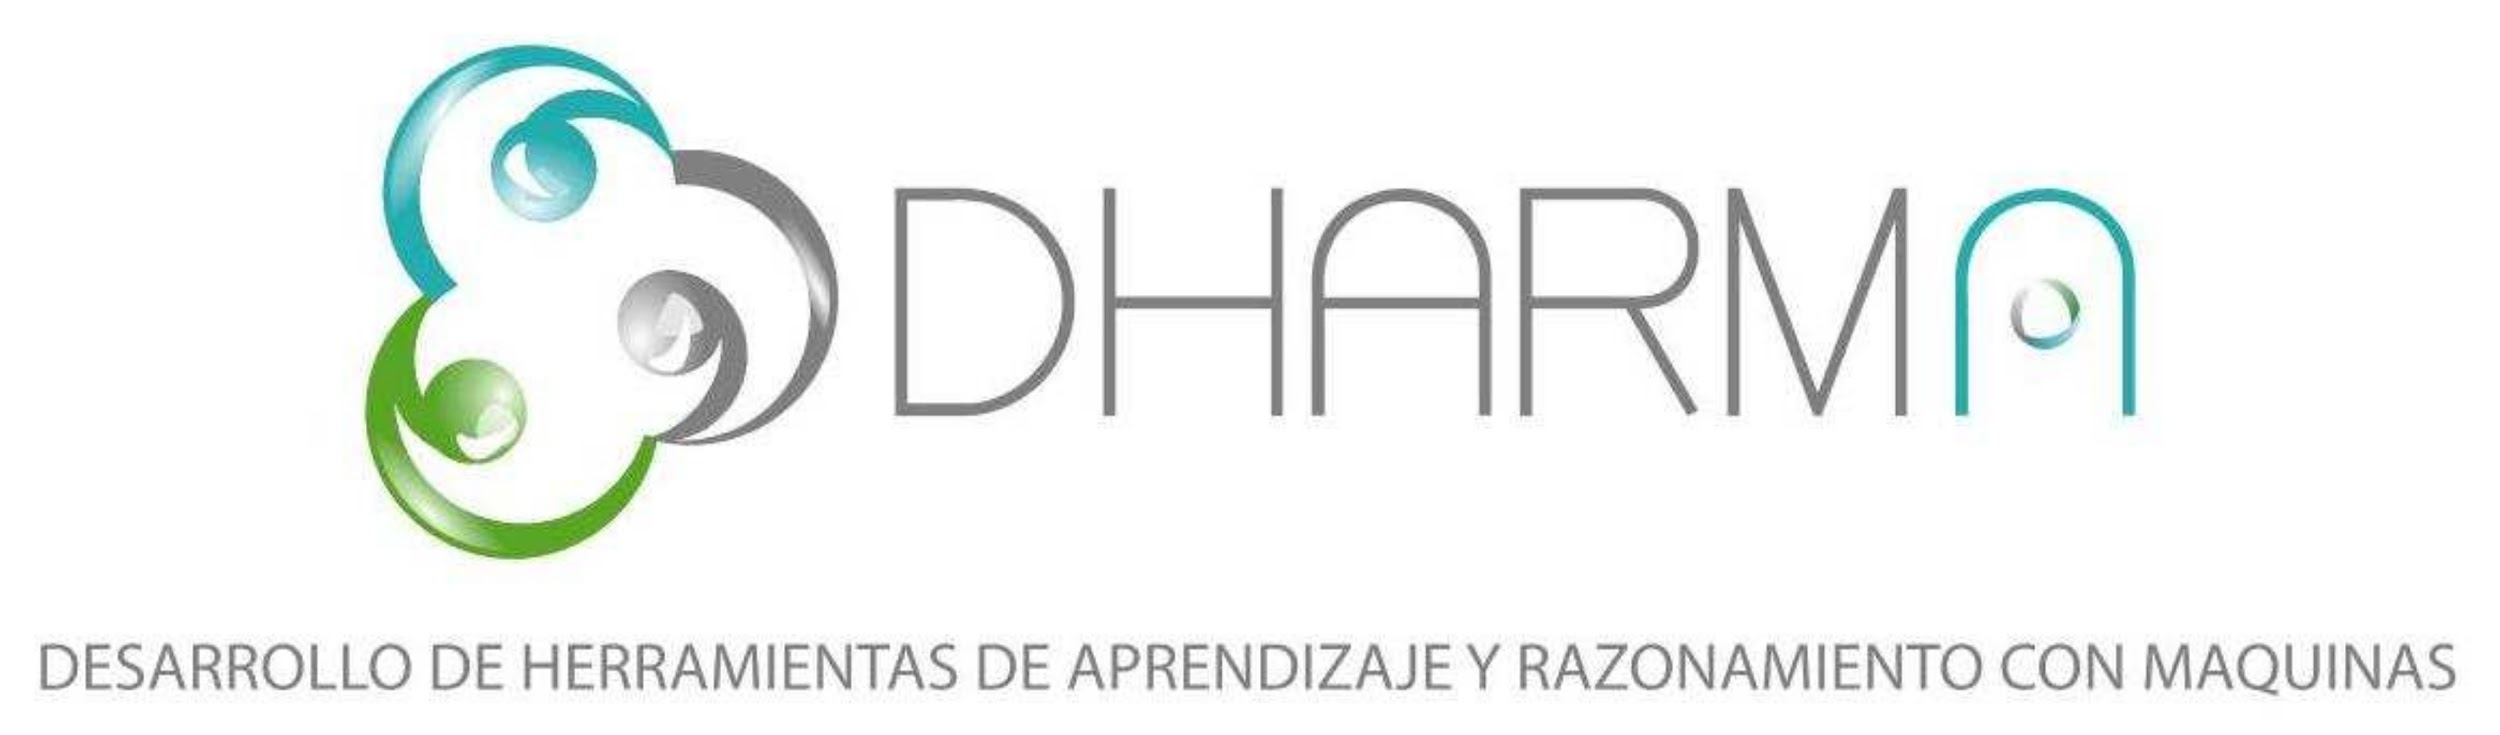 DHARMA
DESARROLLO DE HERRAMIENTAS DE APRENDIZAJE Y RAZONAMIENTO CON MAQUINAS